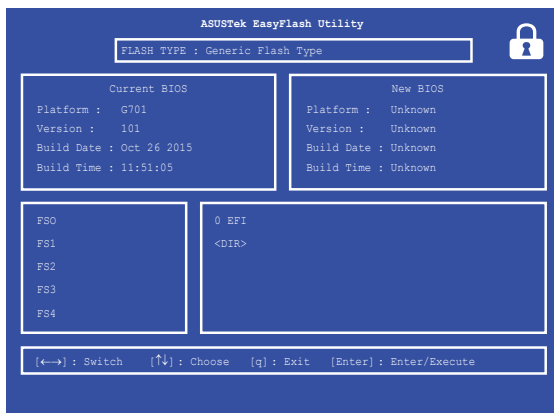 ASUSTek EasyFlash Utility
FLASH TYPE : Generic Flash Type
Current BIOS
Platform : G701
Version : 101
Build Date : Oct 26 2015
Build Time : 11:51:05
New BIOS
Platform : Unknown
Version : Unknown
Build Date : Unknown
Build Time : Unknown
FSO
FS1
FS2
FS3
FS4
0 EFI
<DIR>
[←→] : Switch [↑↓] : Choose [q] : Exit [Enter] : Enter/Execute